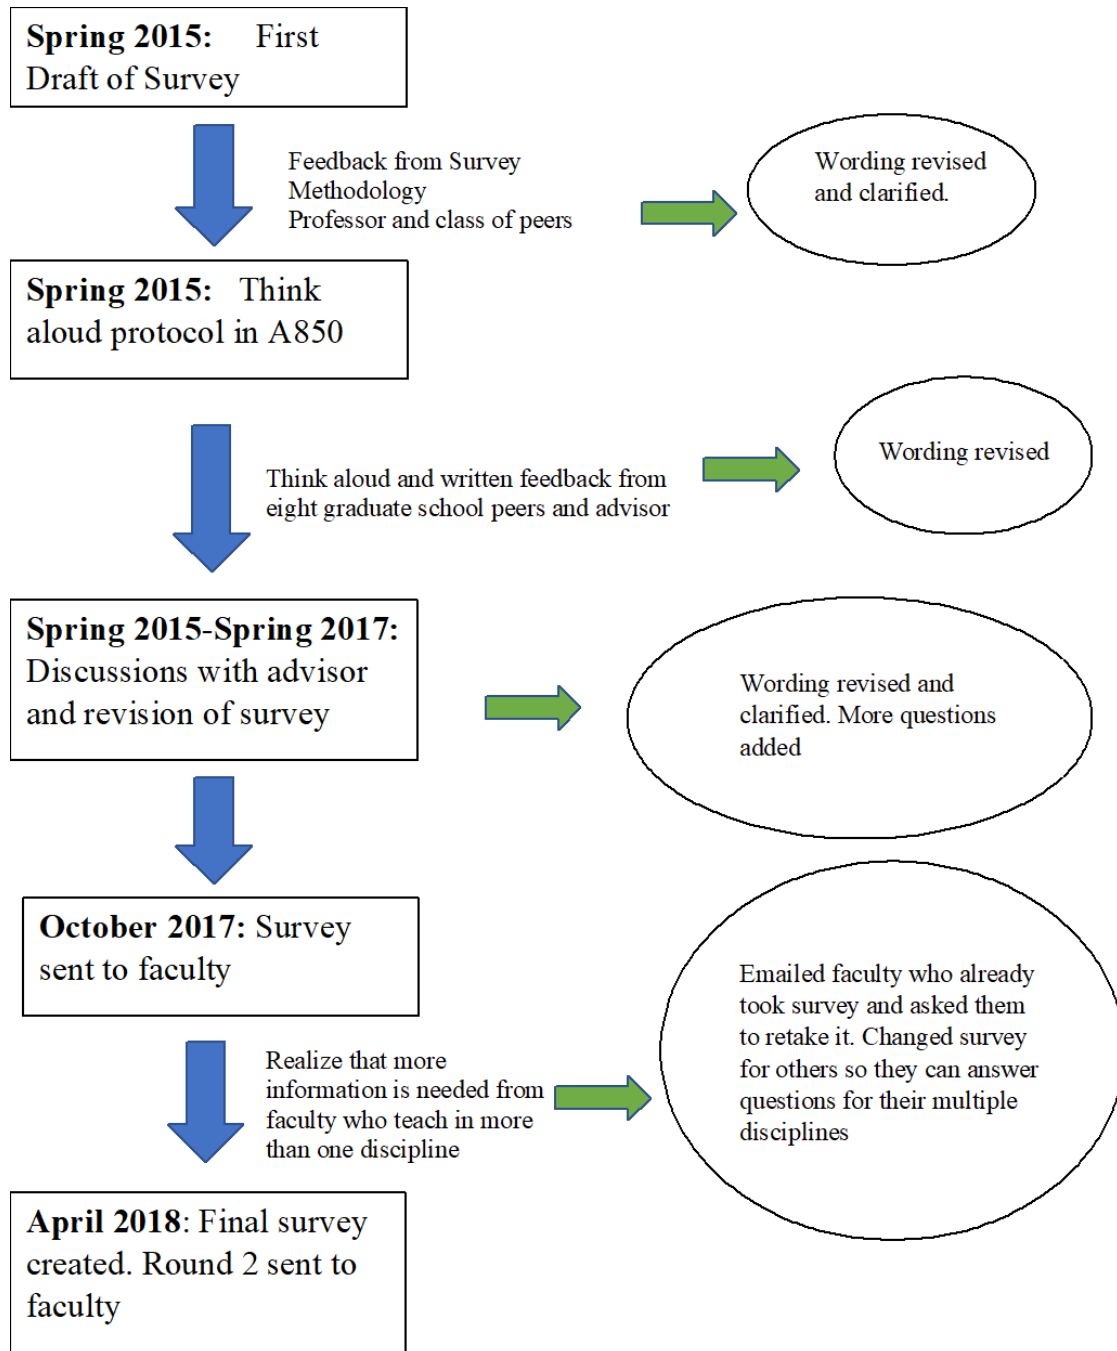 Spring 2015: First
Draft of Survey
Feedback from Survey
Methodology
Professor and class of peers
Wording revised
and clarified.
Spring 2015: Think
aloud protocol in A850
Think aloud and written feedback from
eight graduate school peers and advisor
Wording revised
Spring 2015-Spring 2017:
Discussions with advisor
and revision of survey
Wording revised and
clarified. More questions
added
October 2017: Survey
sent to faculty
Realize that more
information is needed from
faculty who teach in more
than one discipline
Emailed faculty who already
took survey and asked them
to retake it. Changed survey
for others so they can answer
questions for their multiple
disciplines
April 2018: Final survey
created. Round 2 sent to
faculty